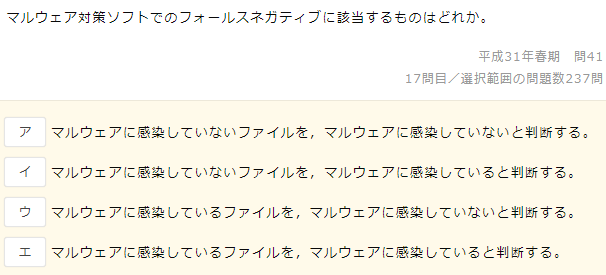 マルウェア対策ソフトでのフォールスネガティブに該当するものはどれか。
平成31年春期　問41
17問目／選択範囲の問題数237問
ア　マルウェアに感染していないファイルを，マルウェアに感染していないと判断する。
イ　マルウェアに感染していないファイルを，マルウェアに感染していると判断する。
ウ　マルウェアに感染しているファイルを，マルウェアに感染していないと判断する。
エ　マルウェアに感染しているファイルを，マルウェアに感染していると判断する。